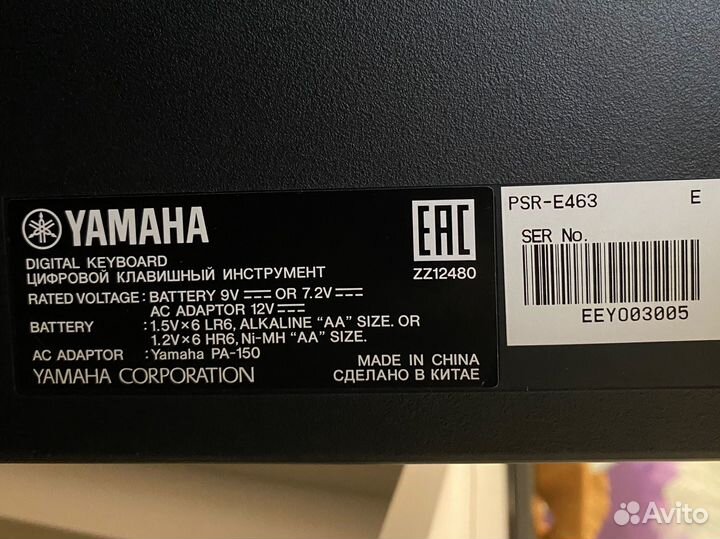 YAMAHA
DIGITAL KEYBOARD
ЦИФРОВОЙ КЛАВИШНЫЙ ИНСТРУМЕНТ
RATED VOLTAGE : BATTERY 9V OR 7.2V
AC ADAPTOR 12V
BATTERY : 1.5V×6 LR6, ALKALINE “AA” SIZE. OR
1.2V×6 HR6, Ni-MH “AA” SIZE.
AC ADAPTOR : Yamaha PA-150
YAMAHA CORPORATION
EAC
ZZ12480
MADE IN CHINA
СДЕЛАНО В КИТАЕ
PSR-E463 E
SER No.
EEYO03005
Avito